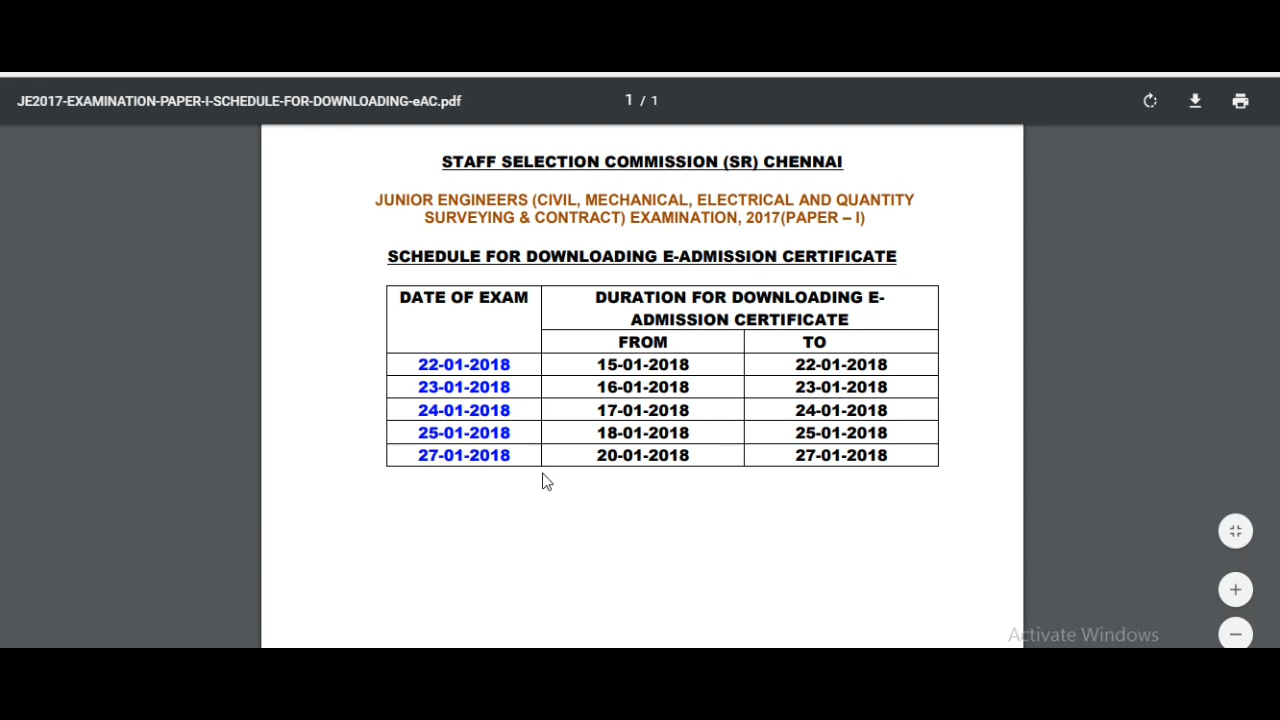 JE2017-EXAMINATION-PAPER-I-SCHEDULE-FOR-DOWNLOADING-eAC.pdf
1 / 1
STAFF SELECTION COMMISSION (SR) CHENNAI
JUNIOR ENGINEERS (CIVIL, MECHANICAL, ELECTRICAL AND QUANTITY
SURVEYING & CONTRACT) EXAMINATION, 2017(PAPER – I)
SCHEDULE FOR DOWNLOADING E-ADMISSION CERTIFICATE
DATE OF EXAM DURATION FOR DOWNLOADING E-
ADMISSION CERTIFICATE
FROM TO
22-01-2018 15-01-2018 22-01-2018
23-01-2018 16-01-2018 23-01-2018
24-01-2018 17-01-2018 24-01-2018
25-01-2018 18-01-2018 25-01-2018
27-01-2018 20-01-2018 27-01-2018
Activate Windows